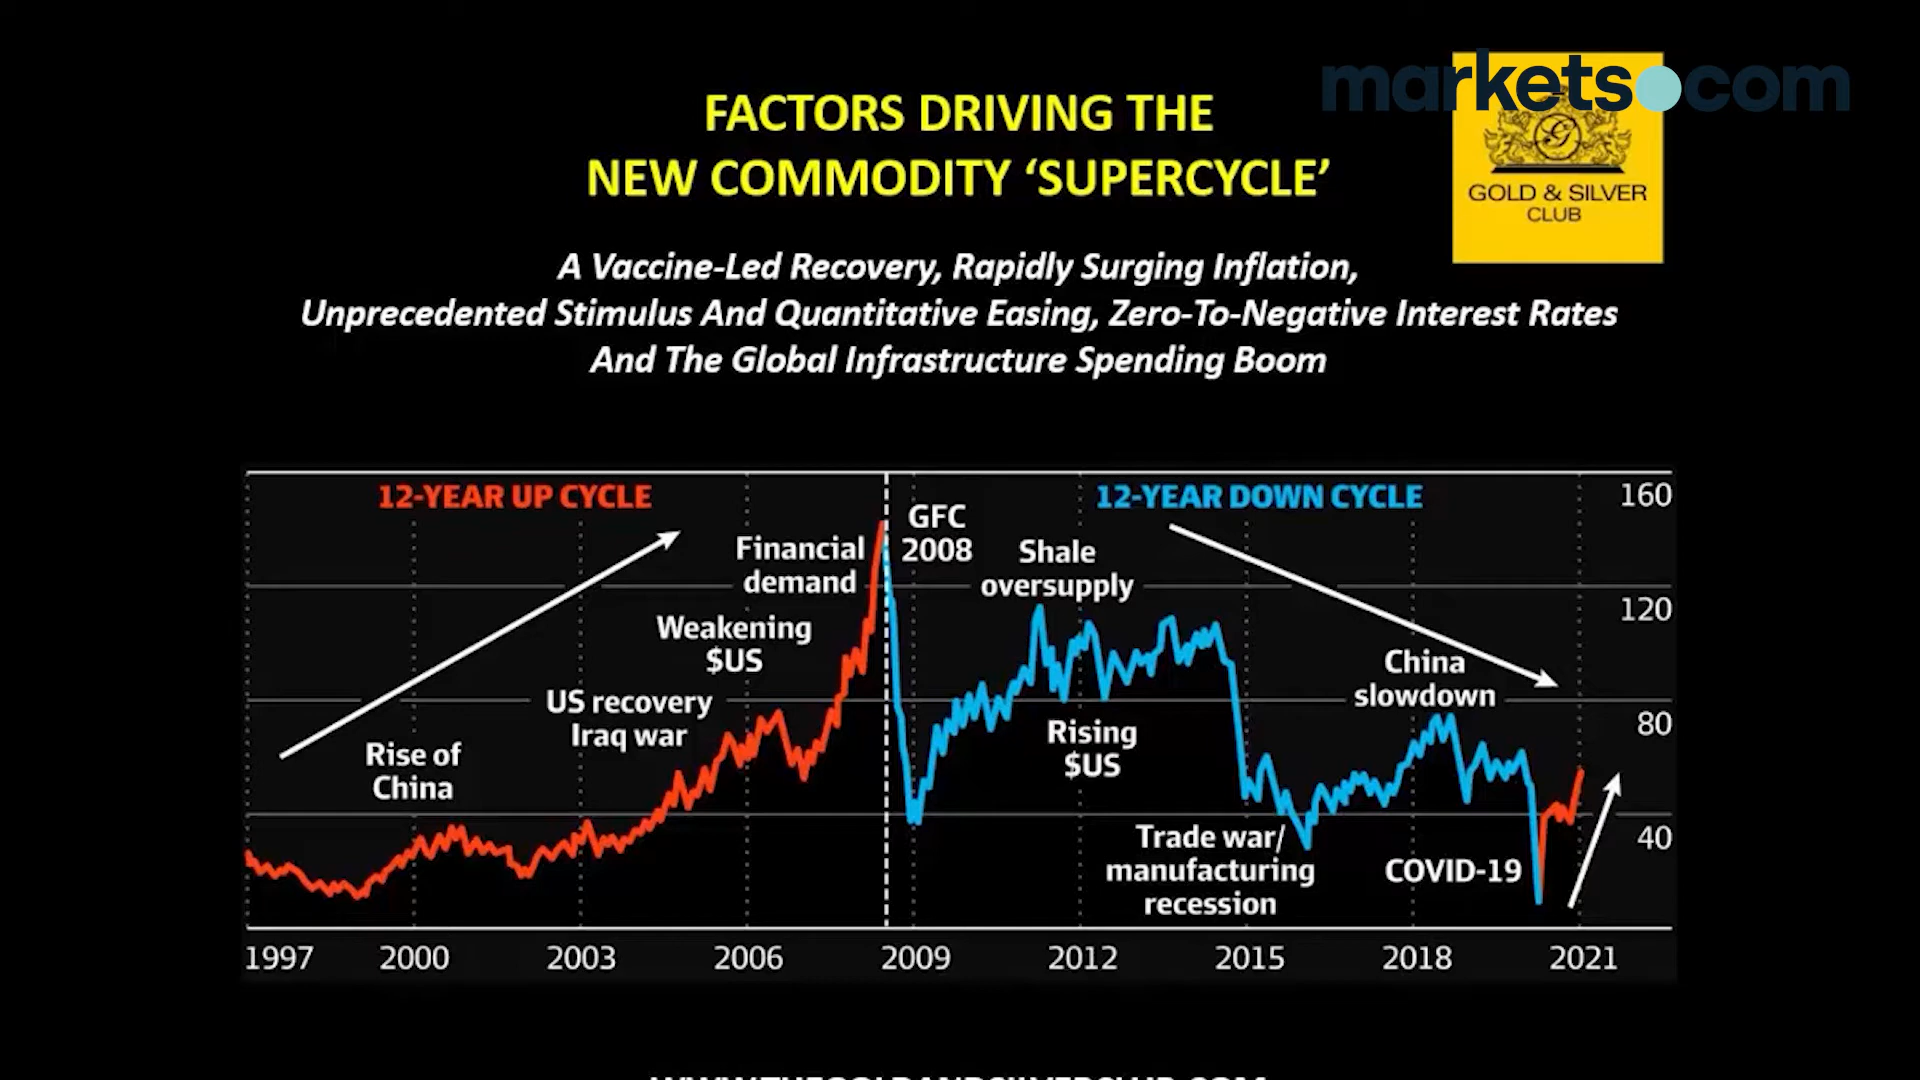 markets.com
FACTORS DRIVING THE
NEW COMMODITY ‘SUPERCYCLE’
G
GOLD & SILVER
CLUB
A Vaccine-Led Recovery, Rapidly Surging Inflation,
Unprecedented Stimulus And Quantitative Easing, Zero-To-Negative Interest Rates
And The Global Infrastructure Spending Boom
12-YEAR UP CYCLE
12-YEAR DOWN CYCLE
160
120
80
40
GFC
2008
Financial
demand
Shale
oversupply
Weakening
$US
US recovery
Iraq war
Rise of
China
Rising
$US
China
slowdown
Trade war/
manufacturing
recession
COVID-19
1997 2000 2003 2006 2009 2012 2015 2018 2021
WWW.THEGOLDANDSILVERCLUB.COM